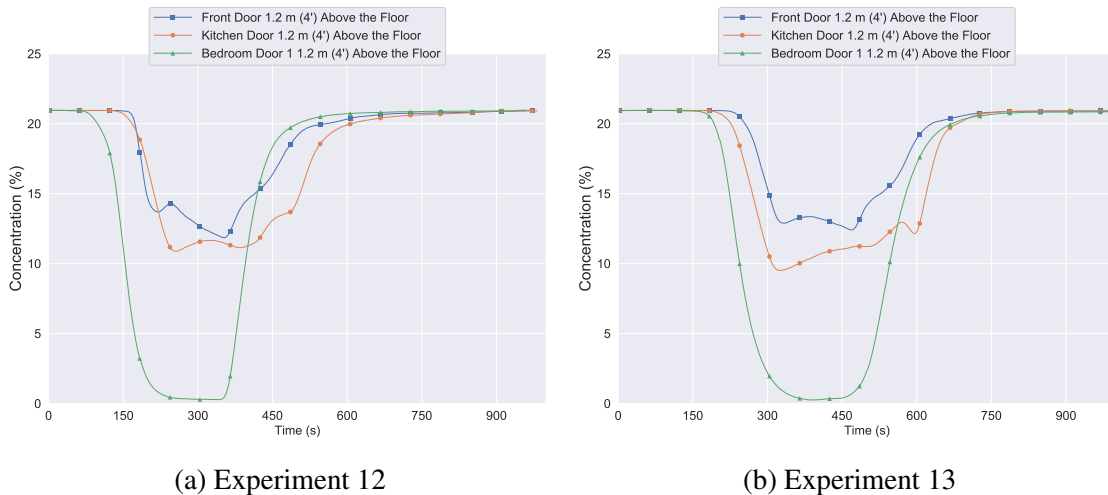 Front Door 1.2 m (4') Above the Floor
Kitchen Door 1.2 m (4') Above the Floor
Bedroom Door 1 1.2 m (4') Above the Floor
25
20
15
10
5
0
Concentration (%)
0 150 300 450 600 750 900
Time (s)
(a) Experiment 12
Front Door 1.2 m (4') Above the Floor
Kitchen Door 1.2 m (4') Above the Floor
Bedroom Door 1 1.2 m (4') Above the Floor
25
20
15
10
5
0
Concentration (%)
0 150 300 450 600 750 900
Time (s)
(b) Experiment 13